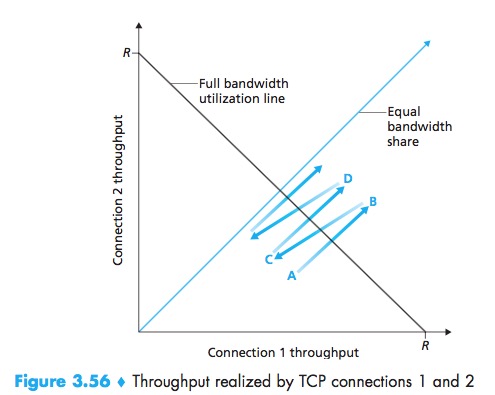 R
Full bandwidth
utilization line
Equal
bandwidth
share
Connection 2 throughput
D
B
C
A
R
Connection 1 throughput
Figure 3.56 ♦ Throughput realized by TCP connections 1 and 2